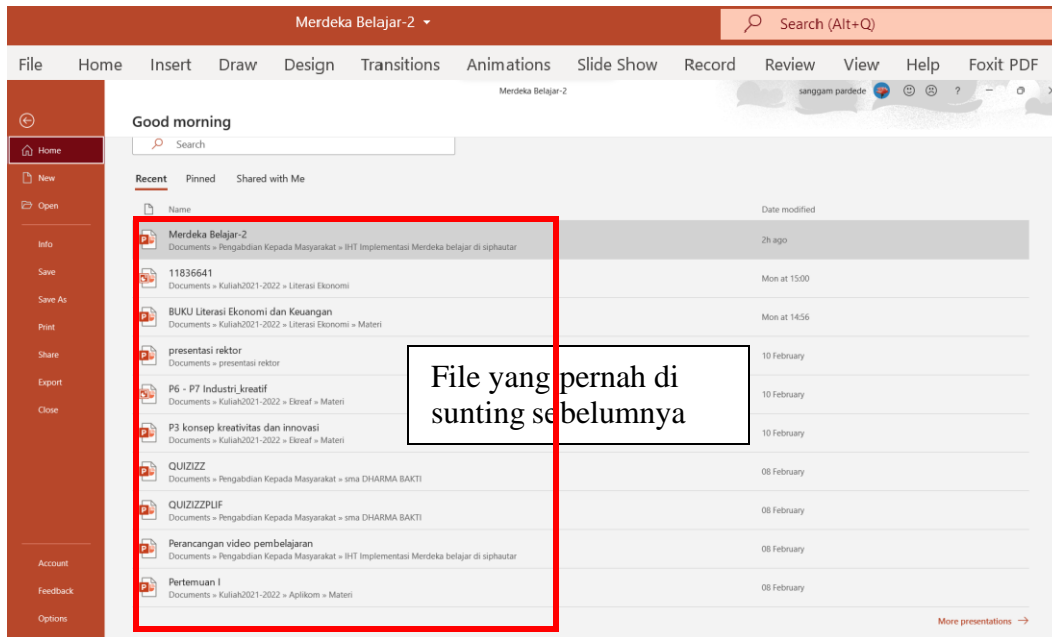 Merdeka Belajar-2
Search (Alt+Q)
File Home Insert Draw Design Transitions Animations Slide Show Record Review View Help Foxit PDF
Merdeka Belajar-2
sanggam pardede
?
Good morning
Search
Home
New
Open
Info
Save
Save As
Print
Share
Export
Close
Account
Feedback
Options
Recent Pinned Shared with Me
Name Date modified
Merdeka Belajar-2
Documents » Pengabdian Kepada Masyarakat » IHT Implementasi Merdeka belajar di siphautar
2h ago
11836641
Documents » Kuliah2021-2022 » Literasi Ekonomi
Mon at 15:00
BUKU Literasi Ekonomi dan Keuangan
Documents » Kuliah2021-2022 » Literasi Ekonomi » Materi
Mon at 14:56
presentasi rektor
Documents » presentasi rektor
10 February
P6 - P7 Industri_kreatif
Documents » Kuliah2021-2022 » Ekreaf » Materi
10 February
P3 konsep kreativitas dan innovasi
Documents » Kuliah2021-2022 » Ekreaf » Materi
10 February
QUIZIZZ
Documents » Pengabdian Kepada Masyarakat » sma DHARMA BAKTI
08 February
QUIZIZZPLIF
Documents » Pengabdian Kepada Masyarakat » sma DHARMA BAKTI
08 February
Perancangan video pembelajaran
Documents » Pengabdian Kepada Masyarakat » IHT Implementasi Merdeka belajar di siphautar
08 February
Pertemuan I
Documents » Kuliah2021-2022 » Aplikom » Materi
08 February
File yang pernah di
sunting sebelumnya
More presentations →